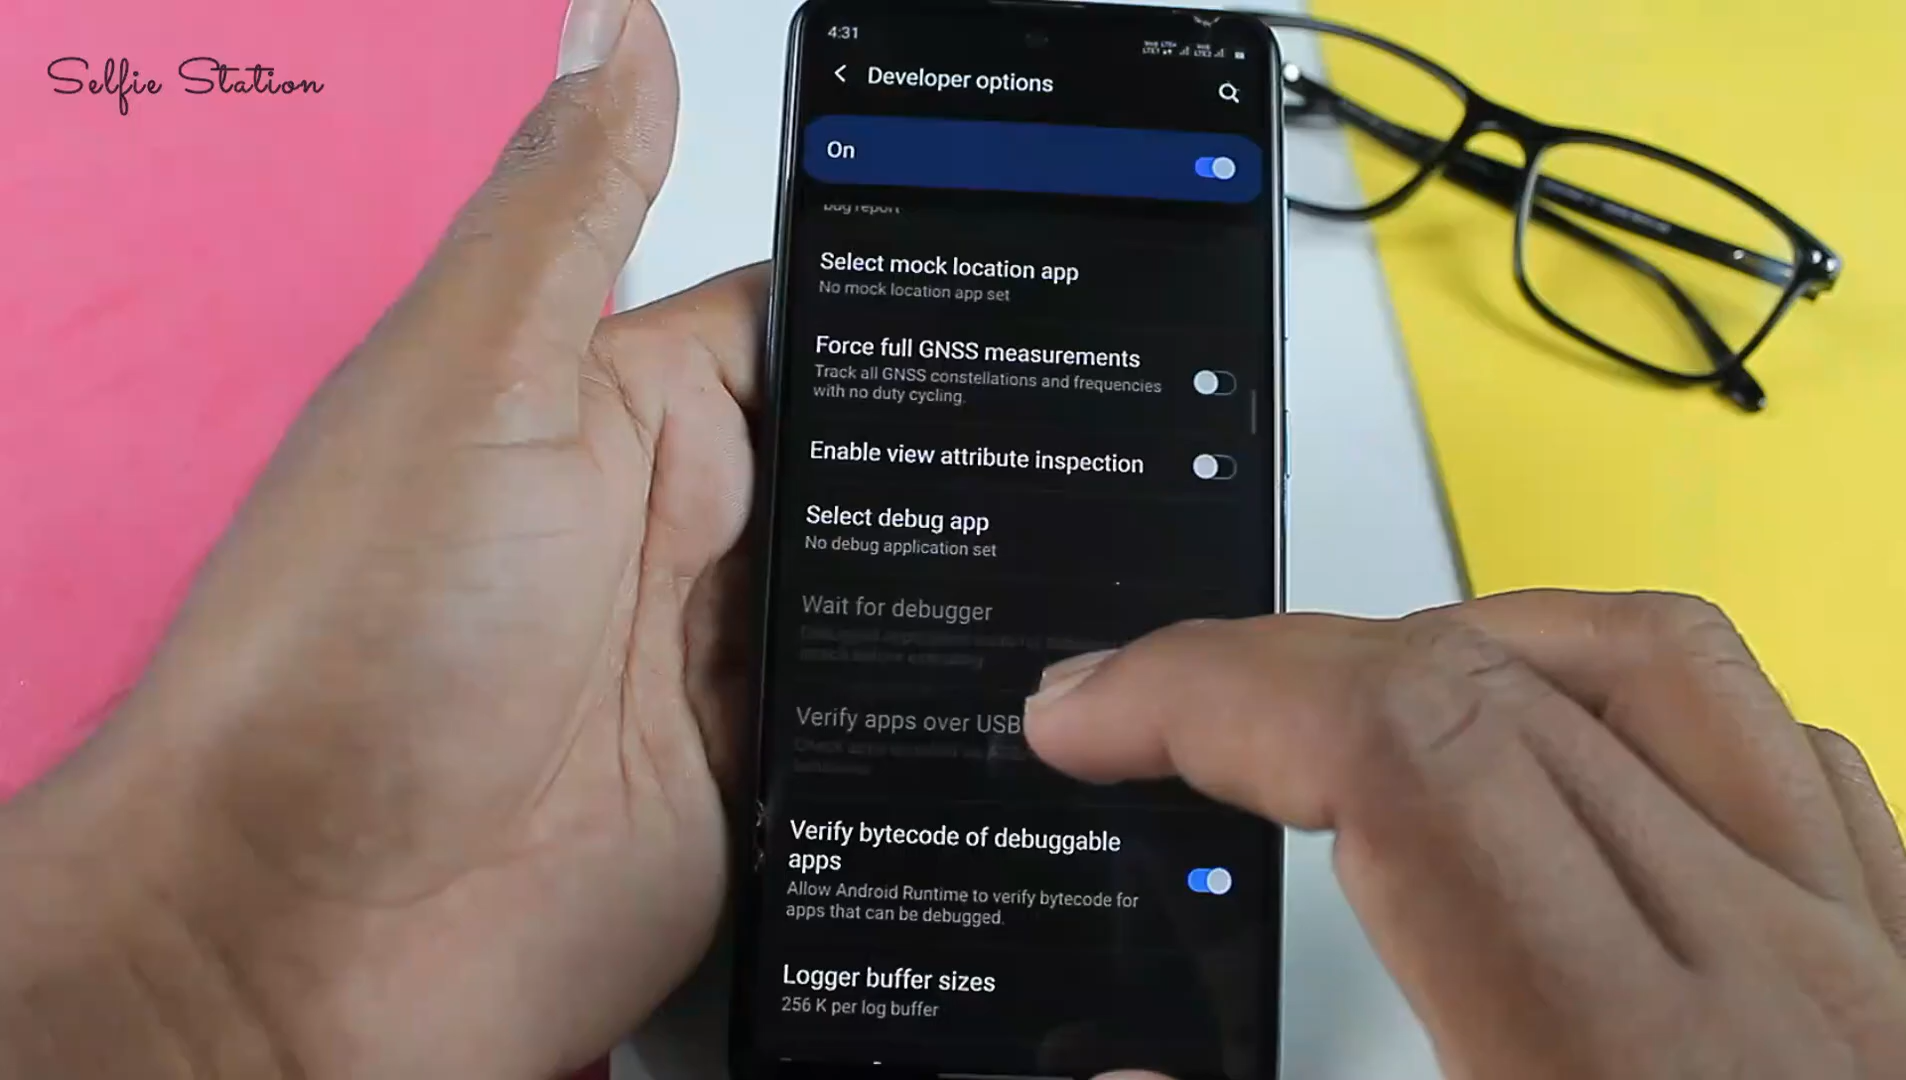 Selfie Station
4:31
Developer options
On
bug report
Select mock location app
No mock location app set
Force full GNSS measurements
Track all GNSS constellations and frequencies
with no duty cycling.
Enable view attribute inspection
Select debug app
No debug application set
Wait for debugger
Verify apps over USB
Verify bytecode of debuggable
apps
Allow Android Runtime to verify bytecode for
apps that can be debugged.
Logger buffer sizes
256 K per log buffer